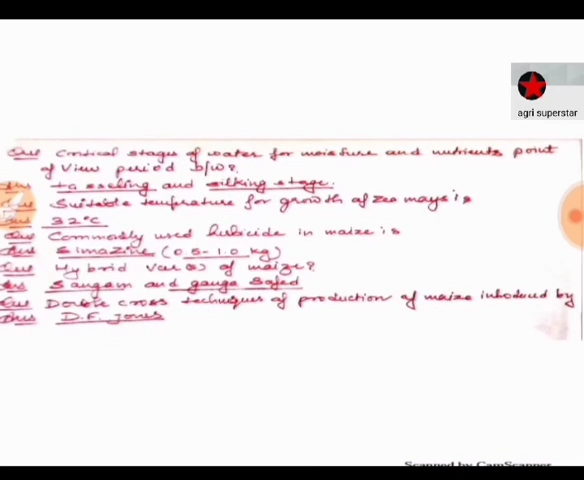 agri superstar
Que Critical stages of water for moisture and nutrients point
of view period b/w?
Ans tasseling and silking stage.
Que Suitable temprature for growth of zea mays is
Ans 32°C
Que Commonly used herbicide in maize is
Ans Simazine (0.5-1.0 kg)
Que Hybrid Var(s) of maize?
Ans Sangam and ganga Safed
Que Double cross techniques of production of maize by
Ans D.F. Jones
Scanned by CamScanner